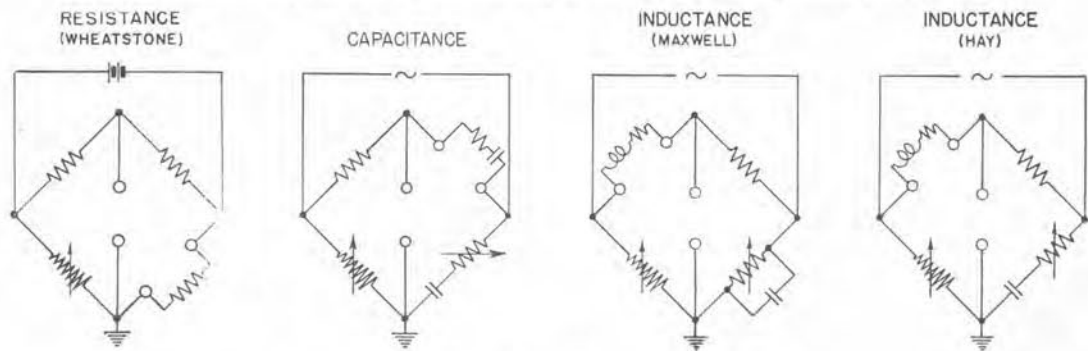 RESISTANCE
(WHEATSTONE)
CAPACITANCE
INDUCTANCE
(MAXWELL)
INDUCTANCE
(HAY)